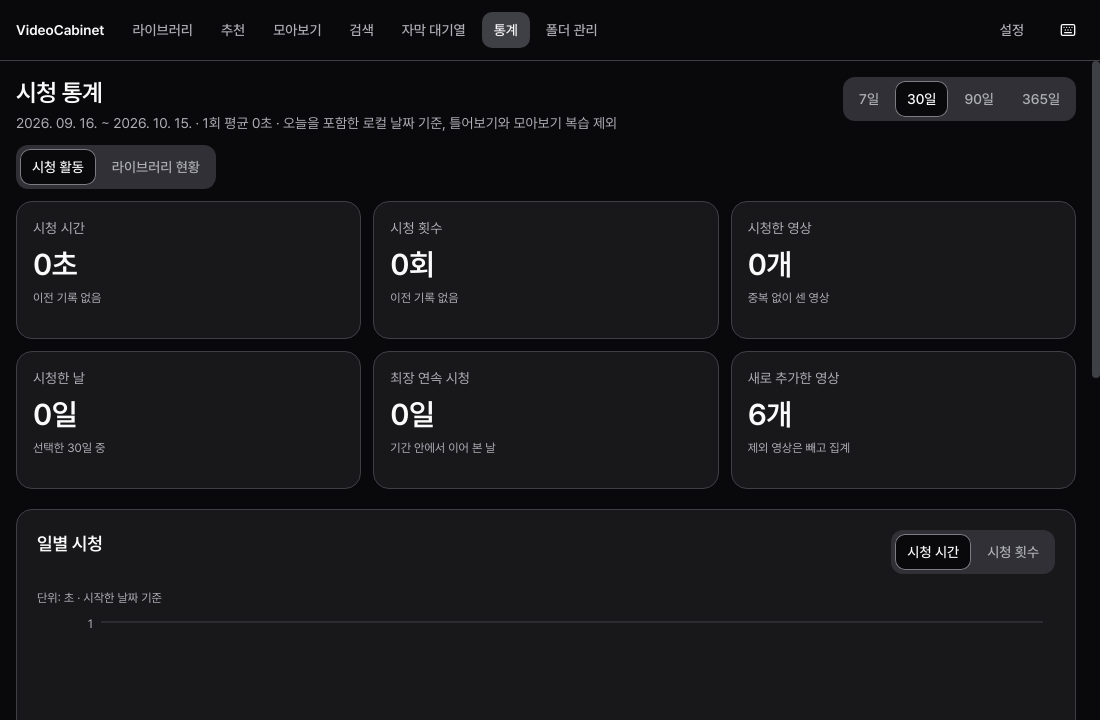 VideoCabinet 라이브러리 추천 모아보기 검색 자막 대기열 통계 폴더 관리 설정
시청 통계
2026. 09. 16. ~ 2026. 10. 15. · 1회 평균 0초 · 오늘을 포함한 로컬 날짜 기준, 틀어보기와 모아보기 복습 제외
7일 30일 90일 365일
시청 활동 라이브러리 현황
시청 시간
0초
이전 기록 없음
시청 횟수
0회
이전 기록 없음
시청한 영상
0개
중복 없이 센 영상
시청한 날
0일
선택한 30일 중
최장 연속 시청
0일
기간 안에서 이어 본 날
새로 추가한 영상
6개
제외 영상은 빼고 집계
일별 시청
시청 시간 시청 횟수
단위: 초 · 시작한 날짜 기준
1